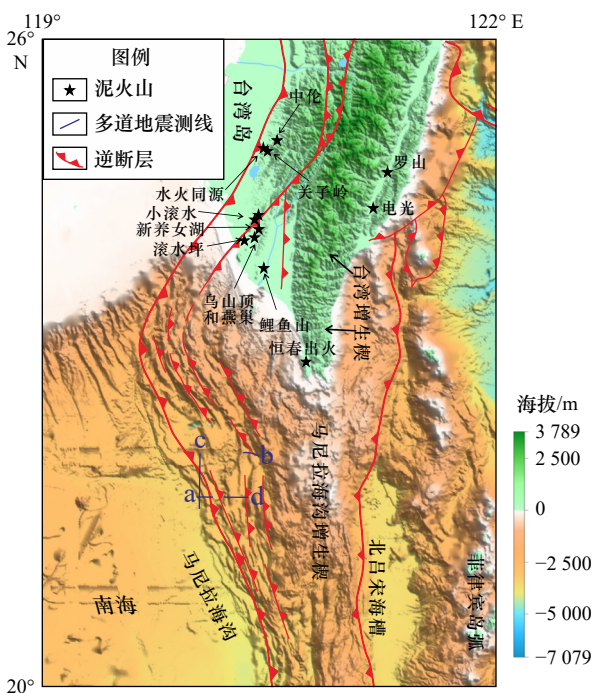 119°
122° E
26°
N
图例
泥火山
多道地震测线
逆断层
台湾岛
中伦
罗山
水火同源
关子岭
小滚水
电光
新养女湖
滚水坪
乌山顶
和燕巢
鲤鱼山
台湾增生楔
恒春出火
海拔/m
3 789
2 500
0
−2 500
−5 000
−7 079
c
b
a
d
马尼拉海沟增生楔
马尼拉海沟
北吕宋海槽
菲律宾岛弧
南海
20°